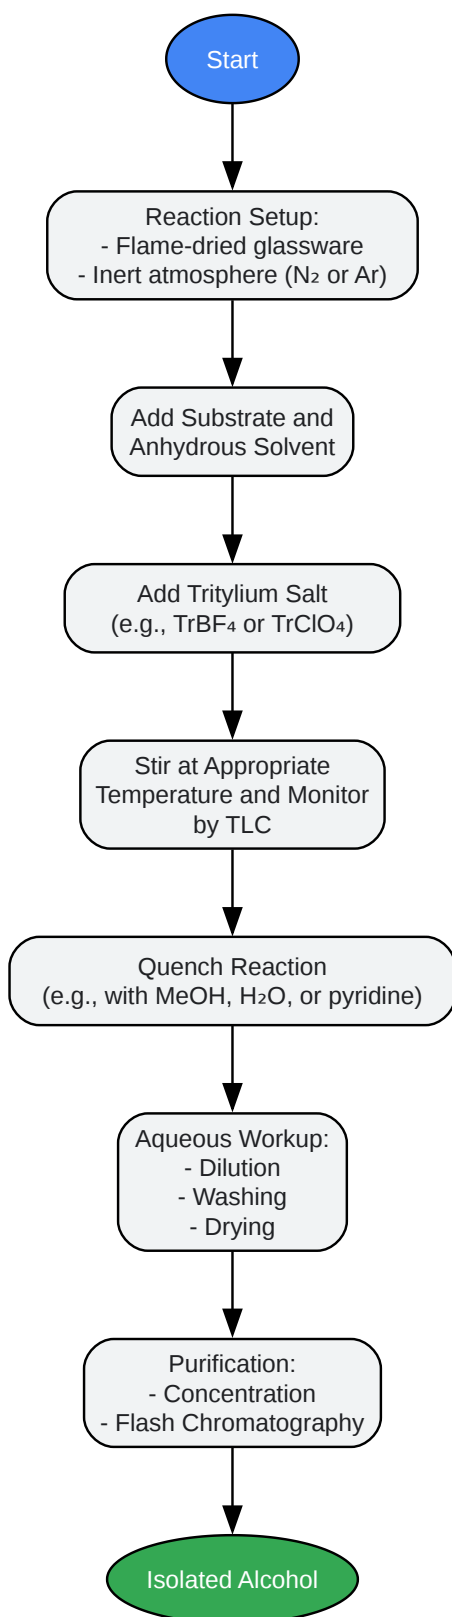 Start
Reaction Setup:
- Flame-dried glassware
- Inert atmosphere (N₂ or Ar)
Add Substrate and
Anhydrous Solvent
Add Tritylium Salt
(e.g., TrBF₄ or TrClO₄)
Stir at Appropriate
Temperature and Monitor
by TLC
Quench Reaction
(e.g., with MeOH, H₂O, or pyridine)
Aqueous Workup:
- Dilution
- Washing
- Drying
Purification:
- Concentration
- Flash Chromatography
Isolated Alcohol